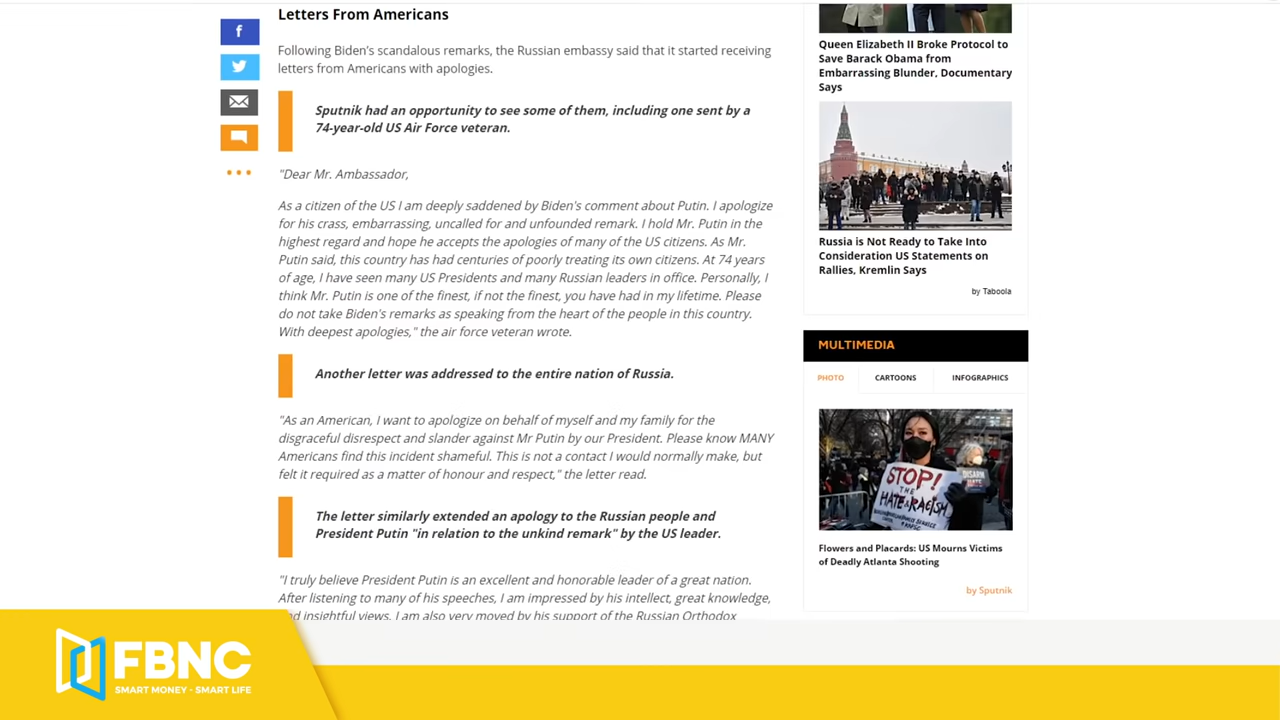 Letters From Americans
Following Biden's scandalous remarks, the Russian embassy said that it started receiving
letters from Americans with apologies.
Sputnik had an opportunity to see some of them, including one sent by a
74-year-old US Air Force veteran.
"Dear Mr. Ambassador,
As a citizen of the US I am deeply saddened by Biden's comment about Putin. I apologize
for his crass, embarrassing, uncalled for and unfounded remark. I hold Mr. Putin in the
highest regard and hope he accepts the apologies of many of the US citizens. As Mr.
Putin said, this country has had centuries of poorly treating its own citizens. At 74 years
of age, I have seen many US Presidents and many Russian leaders in office. Personally, I
think Mr. Putin is one of the finest, if not the finest, you have had in my lifetime. Please
do not take Biden's remarks as speaking from the heart of the people in this country.
With deepest apologies," the air force veteran wrote.
Another letter was addressed to the entire nation of Russia.
"As an American, I want to apologize on behalf of myself and my family for the
disgraceful disrespect and slander against Mr Putin by our President. Please know MANY
Americans find this incident shameful. This is not a contact I would normally make, but
felt it required as a matter of honour and respect," the letter read.
The letter similarly extended an apology to the Russian people and
President Putin "in relation to the unkind remark" by the US leader.
"I truly believe President Putin is an excellent and honorable leader of a great nation.
After listening to many of his speeches, I am impressed by his intellect, great knowledge,
and insightful views. I am also very moved by his support of the Russian Orthodox
Queen Elizabeth II Broke Protocol to
Save Barack Obama from
Embarrassing Blunder, Documentary
Says
Russia is Not Ready to Take Into
Consideration US Statements on
Rallies, Kremlin Says
by Taboola
MULTIMEDIA
PHOTO
CARTOONS
INFOGRAPHICS
STOP!
THE
HATE &
RACISM
DISARM
HATE
Flowers and Placards: US Mourns Victims
of Deadly Atlanta Shooting
by Sputnik
FBNC
SMART MONEY - SMART LIFE